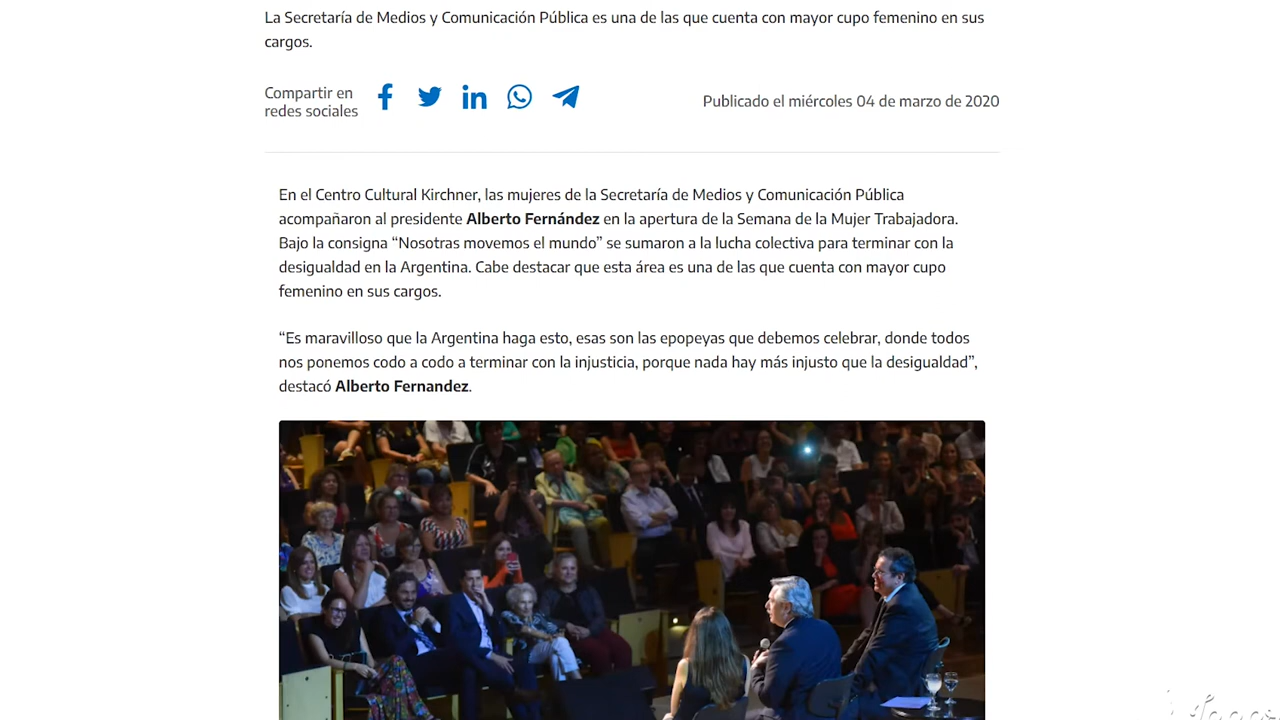 La Secretaría de Medios y Comunicación Pública es una de las que cuenta con mayor cupo femenino en sus
cargos.
Compartir en
redes sociales
Publicado el miércoles 04 de marzo de 2020
En el Centro Cultural Kirchner, las mujeres de la Secretaría de Medios y Comunicación Pública
acompañaron al presidente Alberto Fernández en la apertura de la Semana de la Mujer Trabajadora.
Bajo la consigna “Nosotras movemos el mundo” se sumaron a la lucha colectiva para terminar con la
desigualdad en la Argentina. Cabe destacar que esta área es una de las que cuenta con mayor cupo
femenino en sus cargos.
“Es maravilloso que la Argentina haga esto, esas son las epopeyas que debemos celebrar, donde todos
nos ponemos codo a codo a terminar con la injusticia, porque nada hay más injusto que la desigualdad”,
destacó Alberto Fernandez.